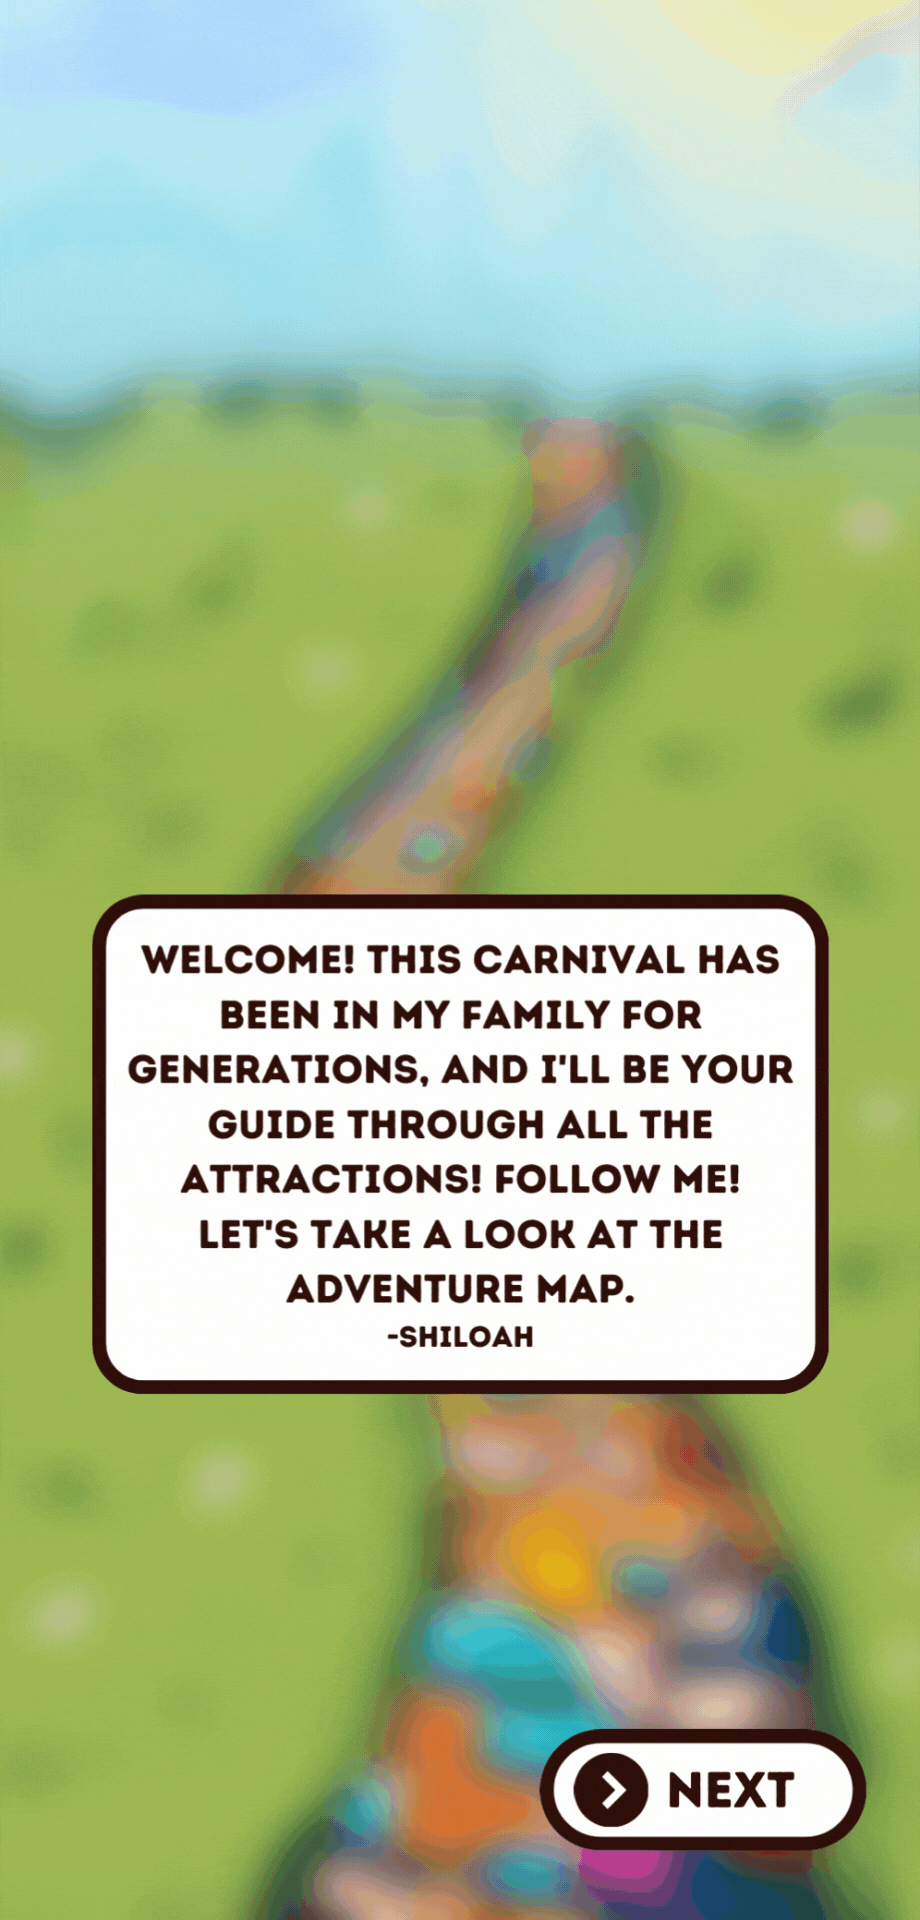 WELCOME! THIS CARNIVAL HAS
BEEN IN MY FAMILY FOR
GENERATIONS, AND I'LL BE YOUR
GUIDE THROUGH ALL THE
ATTRACTIONS! FOLLOW ME!
LET'S TAKE A LOOK AT THE
ADVENTURE MAP.
-SHILOAH
NEXT